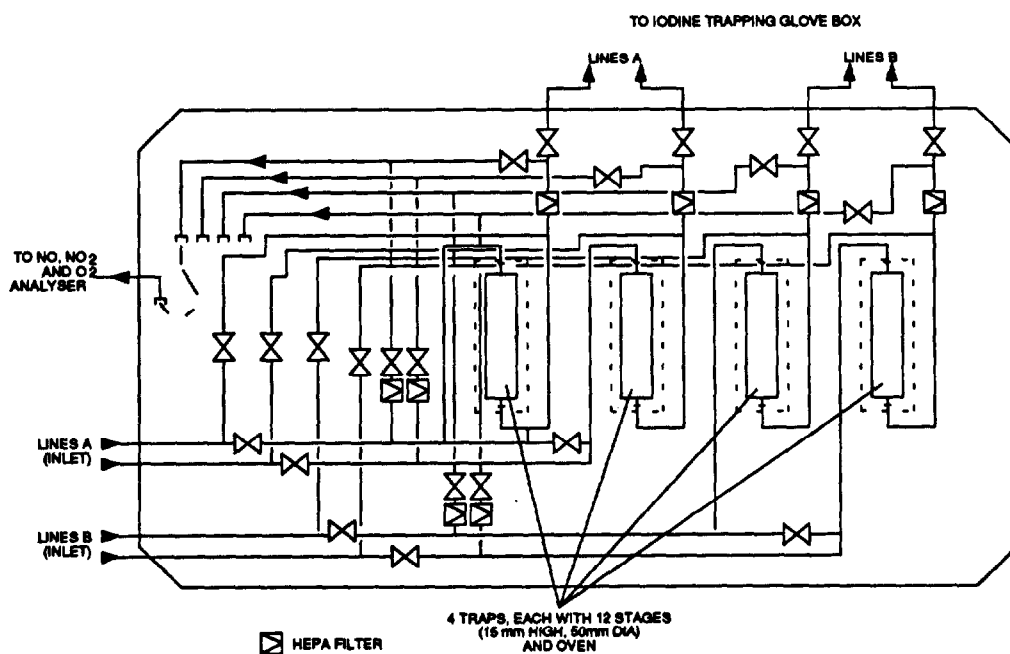 TO IODINE TRAPPING GLOVE BOX
LINES A
LINES B
TO NO, NO2
AND O2
ANALYSER
LINES A
(INLET)
LINES B
(INLET)
4 TRAPS, EACH WITH 12 STAGES
(15 mm HIGH, 50mm DIA)
AND OVEN
HEPA FILTER